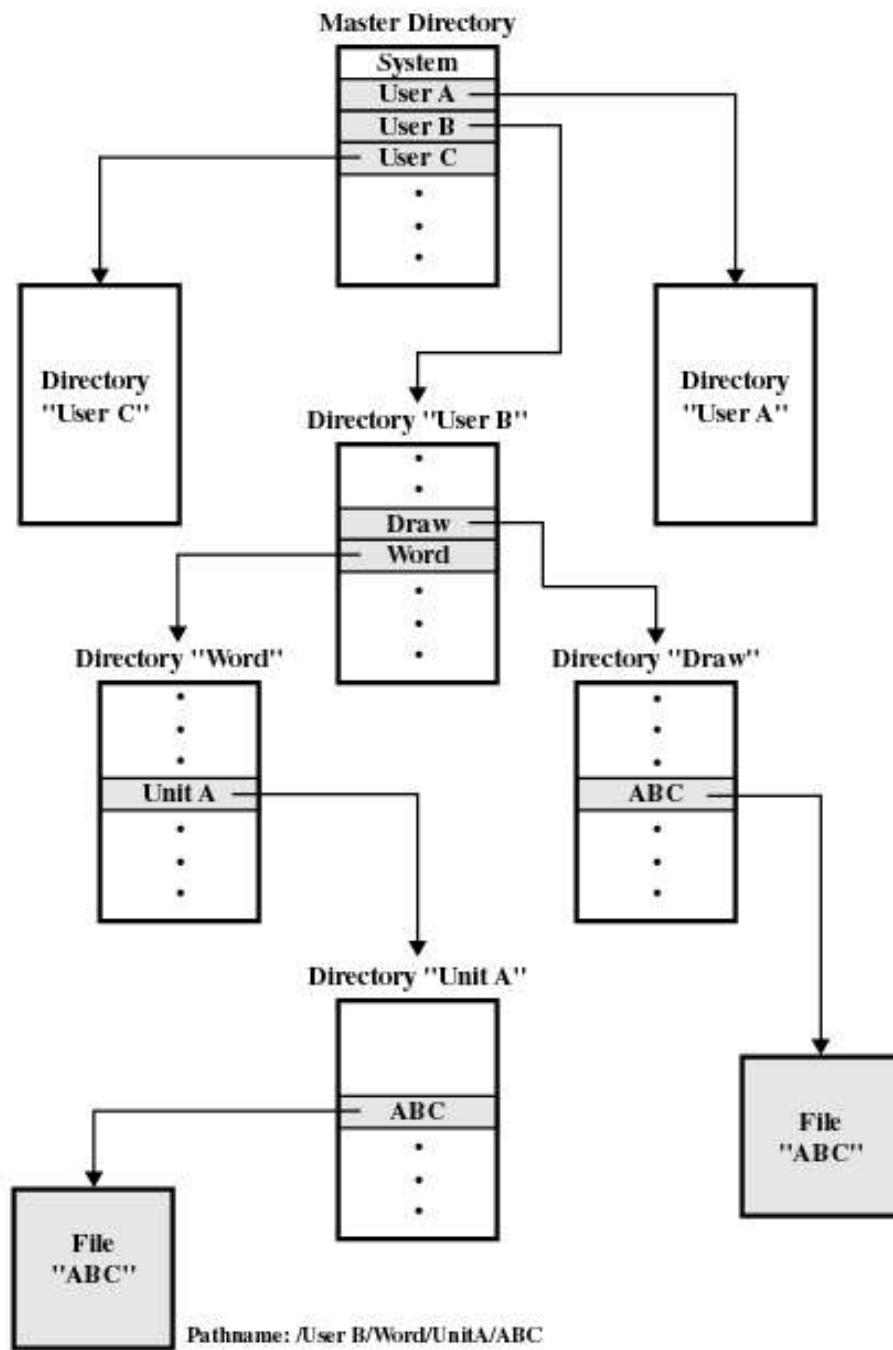 Master Directory
System
User A
User B
User C
Directory
"User C"
Directory
"User A"
Directory "User B"
Draw
Word
Directory "Word"
Directory "Draw"
Unit A
ABC
Directory "Unit A"
ABC
File
"ABC"
File
"ABC"
Pathname: /User B/Word/UnitA/ABC